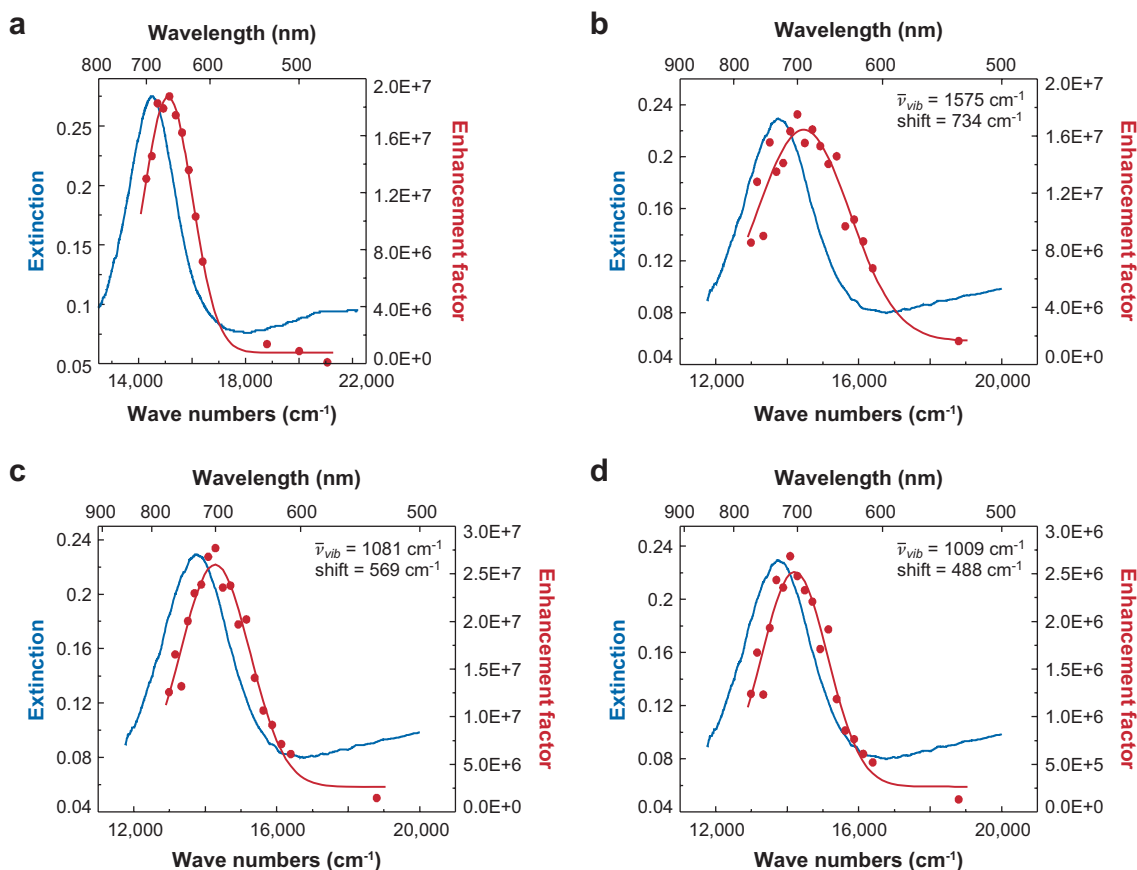 a
Wavelength (nm)
800 700 600 500
Extinction
0.25
0.2
0.15
0.1
0.05
2.0E+7
1.6E+7
1.2E+7
8.0E+6
4.0E+6
0.0E+0
Enhancement factor
14,000 18,000 22,000
Wave numbers (cm⁻¹)
b
Wavelength (nm)
900 800 700 600 500
Extinction
0.24
0.20
0.16
0.12
0.08
0.04
ν̅vib = 1575 cm⁻¹
shift = 734 cm⁻¹
2.0E+7
1.6E+7
1.2E+7
8.0E+6
4.0E+6
0.0E+0
Enhancement factor
12,000 16,000 20,000
Wave numbers (cm⁻¹)
c
Wavelength (nm)
900 800 700 600 500
Extinction
0.24
0.2
0.16
0.12
0.08
0.04
ν̅vib = 1081 cm⁻¹
shift = 569 cm⁻¹
3.0E+7
2.5E+7
2.0E+7
1.5E+7
1.0E+7
5.0E+6
0.0E+0
Enhancement factor
12,000 16,000 20,000
Wave numbers (cm⁻¹)
d
Wavelength (nm)
900 800 700 600 500
Extinction
0.24
0.2
0.16
0.12
0.08
0.04
ν̅vib = 1009 cm⁻¹
shift = 488 cm⁻¹
3.0E+6
2.5E+6
2.0E+6
1.5E+6
1.0E+6
5.0E+5
0.0E+0
Enhancement factor
12,000 16,000 20,000
Wave numbers (cm⁻¹)